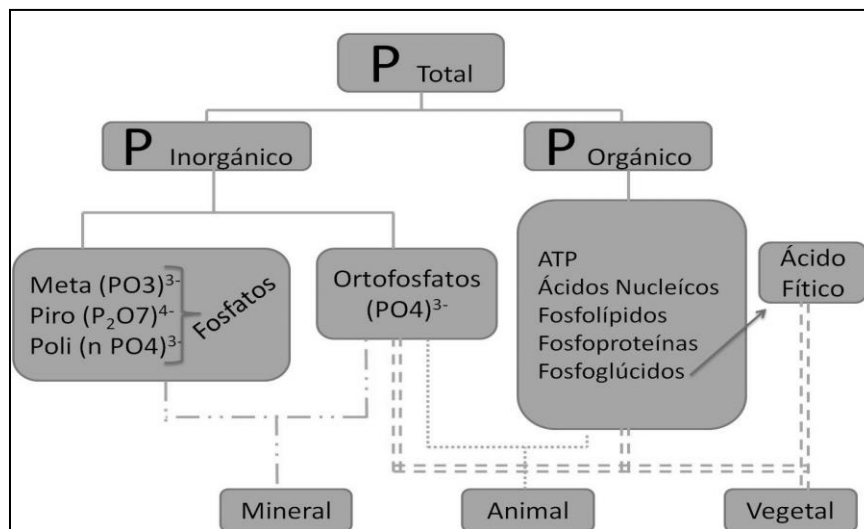 P Total
P Inorgánico
P Orgánico
Meta (PO3)³⁻
Piro (P₂O7)⁴⁻
Poli (n PO4)³⁻
Fosfatos
Ortofosfatos
(PO4)³⁻
ATP
Ácidos Nucleícos
Fosfolípidos
Fosfoproteínas
Fosfoglúcidos
Ácido
Fítico
Mineral
Animal
Vegetal